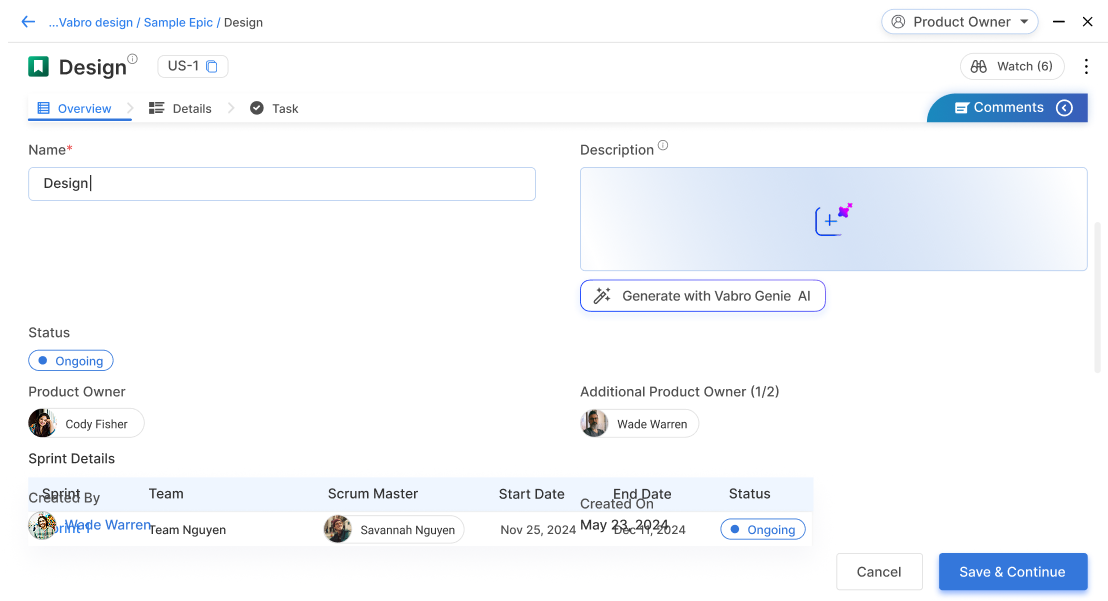 ...Vabro design / Sample Epic / Design
Product Owner
Design
US-1
Watch (6)
Overview
Details
Task
Comments
Name*
Description
Design
Generate with Vabro Genie AI
Status
Ongoing
Product Owner
Additional Product Owner (1/2)
Cody Fisher
Wade Warren
Sprint Details
Sprint Team Scrum Master Start Date End Date Status
Created By
Created On
Wade Warren
May 23, 2024
Sprint 1 Team Nguyen Savannah Nguyen Nov 25, 2024 Dec 11, 2024 Ongoing
Cancel
Save & Continue